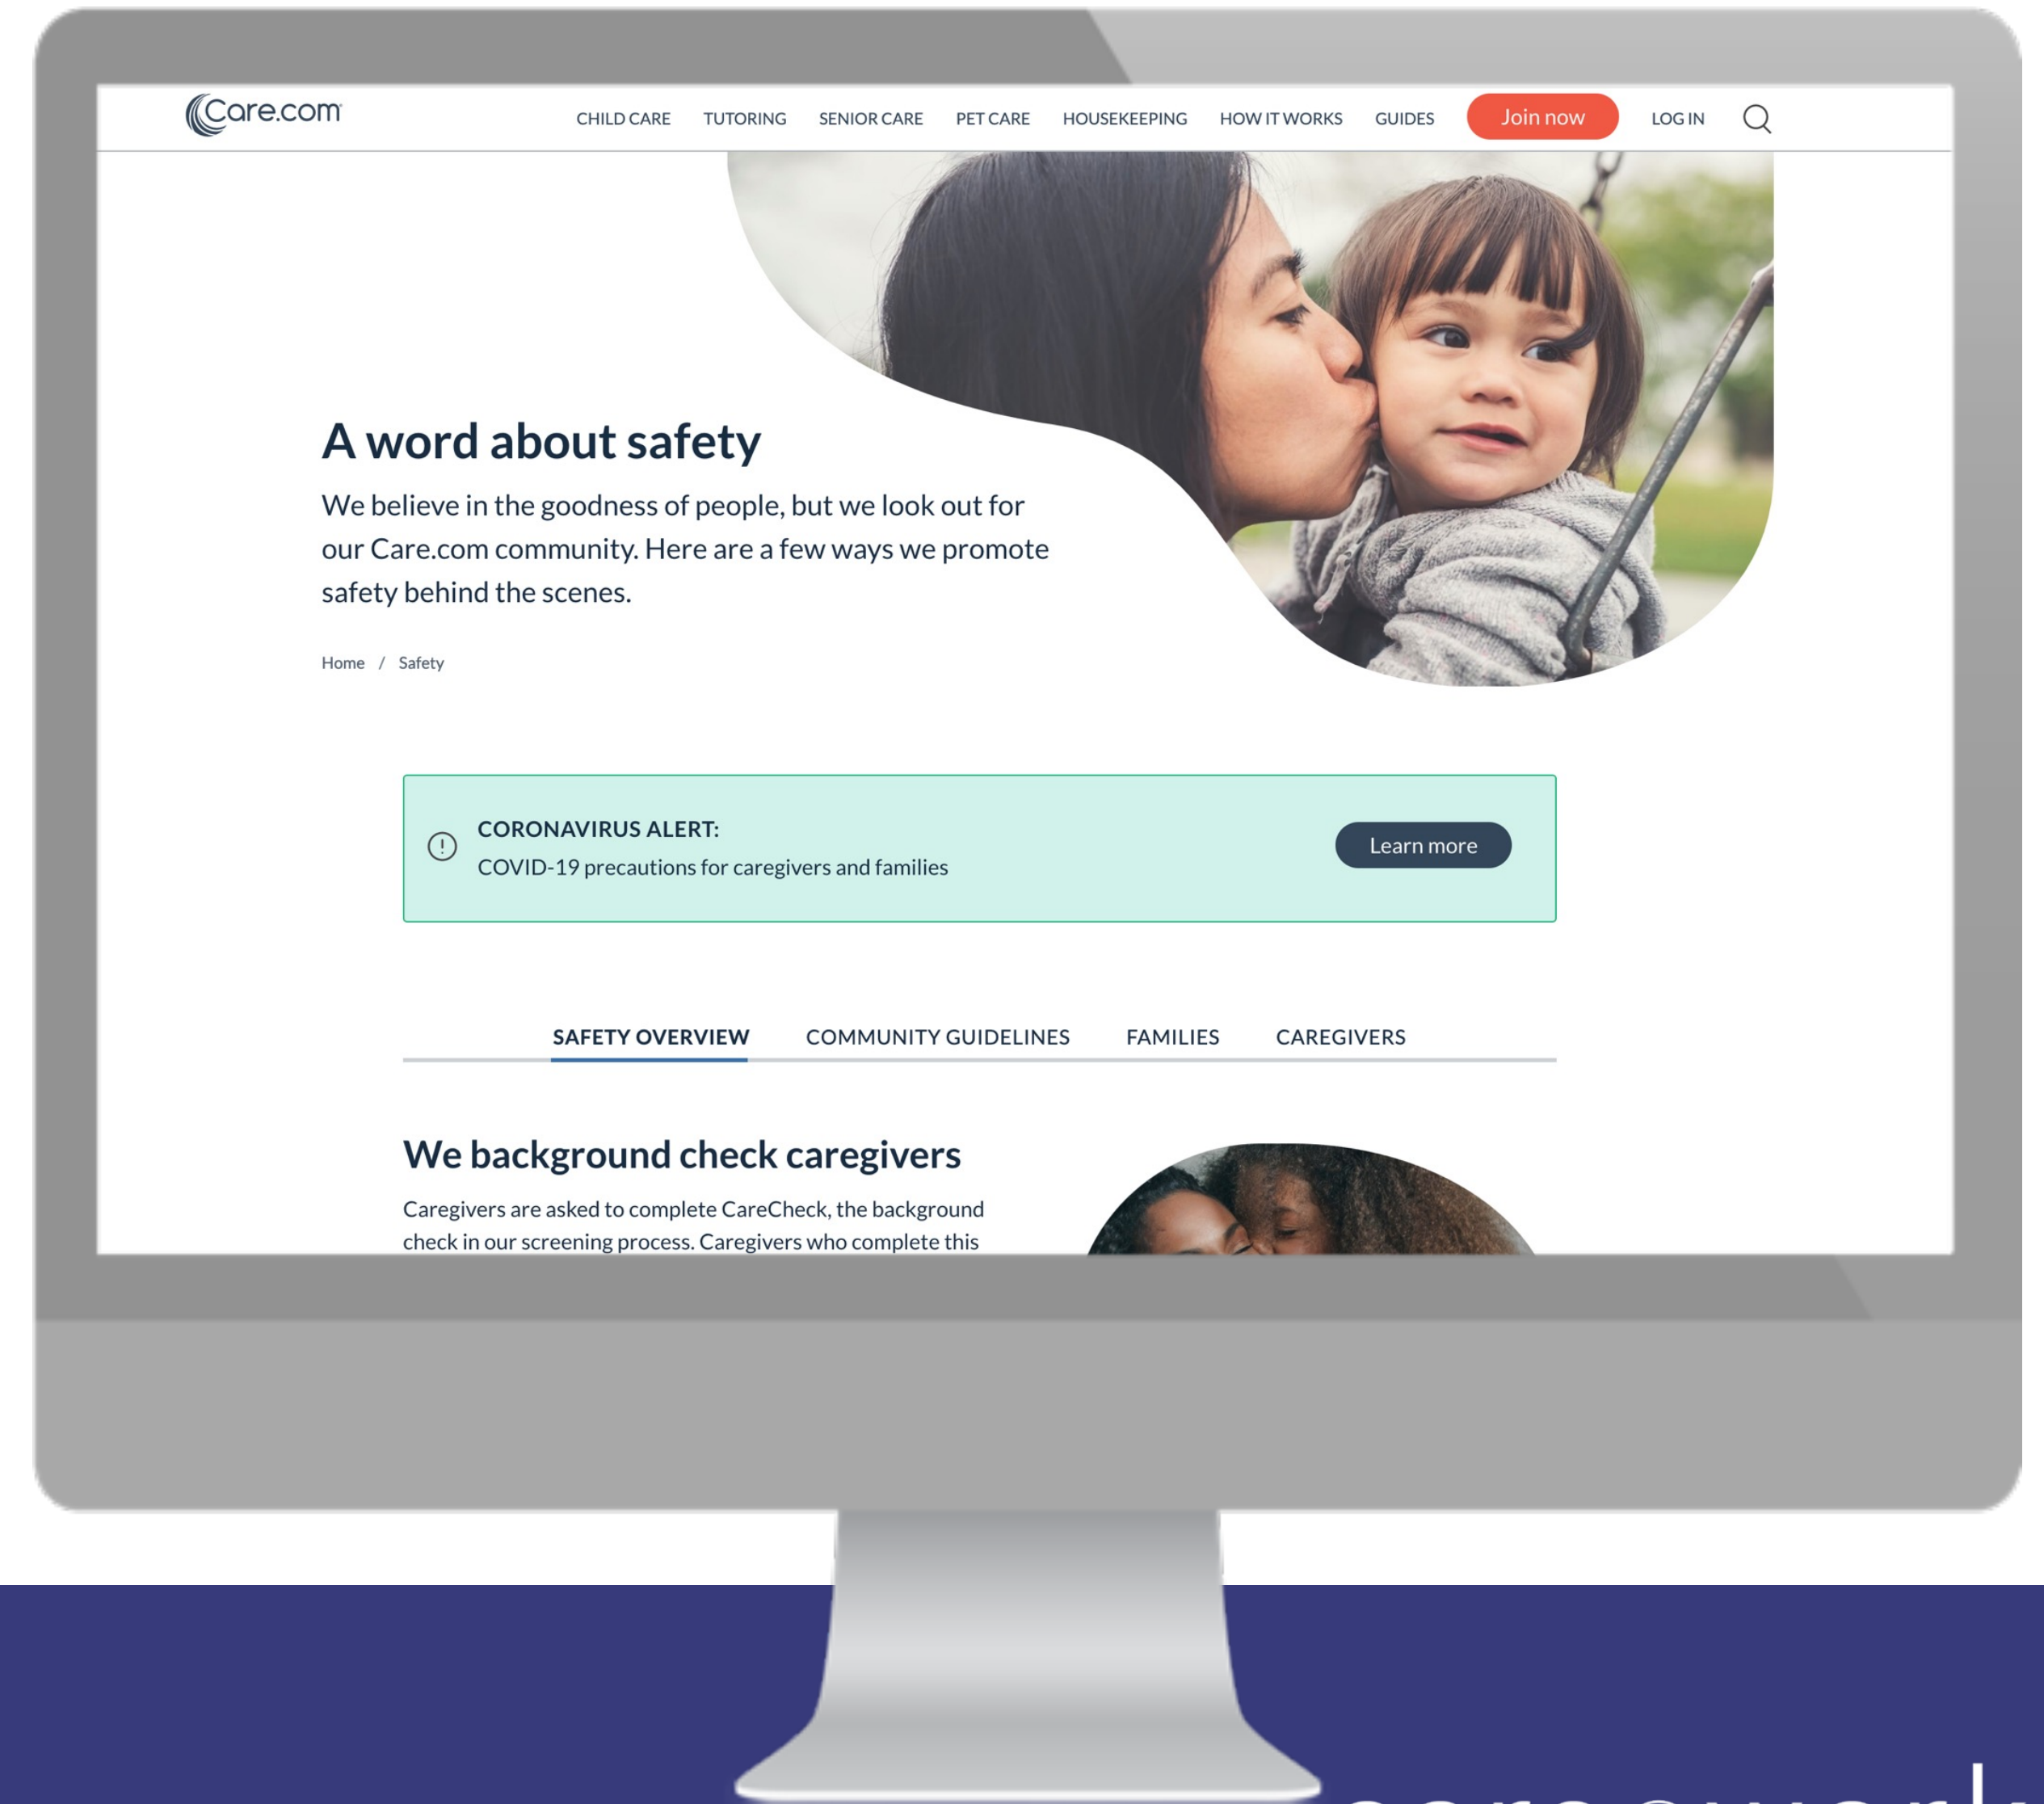 Care.com
CHILD CARE TUTORING SENIOR CARE PET CARE HOUSEKEEPING HOW IT WORKS GUIDES Join now LOG IN
A word about safety
We believe in the goodness of people, but we look out for
our Care.com community. Here are a few ways we promote
safety behind the scenes.
Home / Safety
CORONAVIRUS ALERT:
COVID-19 precautions for caregivers and families
Learn more
SAFETY OVERVIEW COMMUNITY GUIDELINES FAMILIES CAREGIVERS
We background check caregivers
Caregivers are asked to complete CareCheck, the background
check in our screening process. Caregivers who complete this